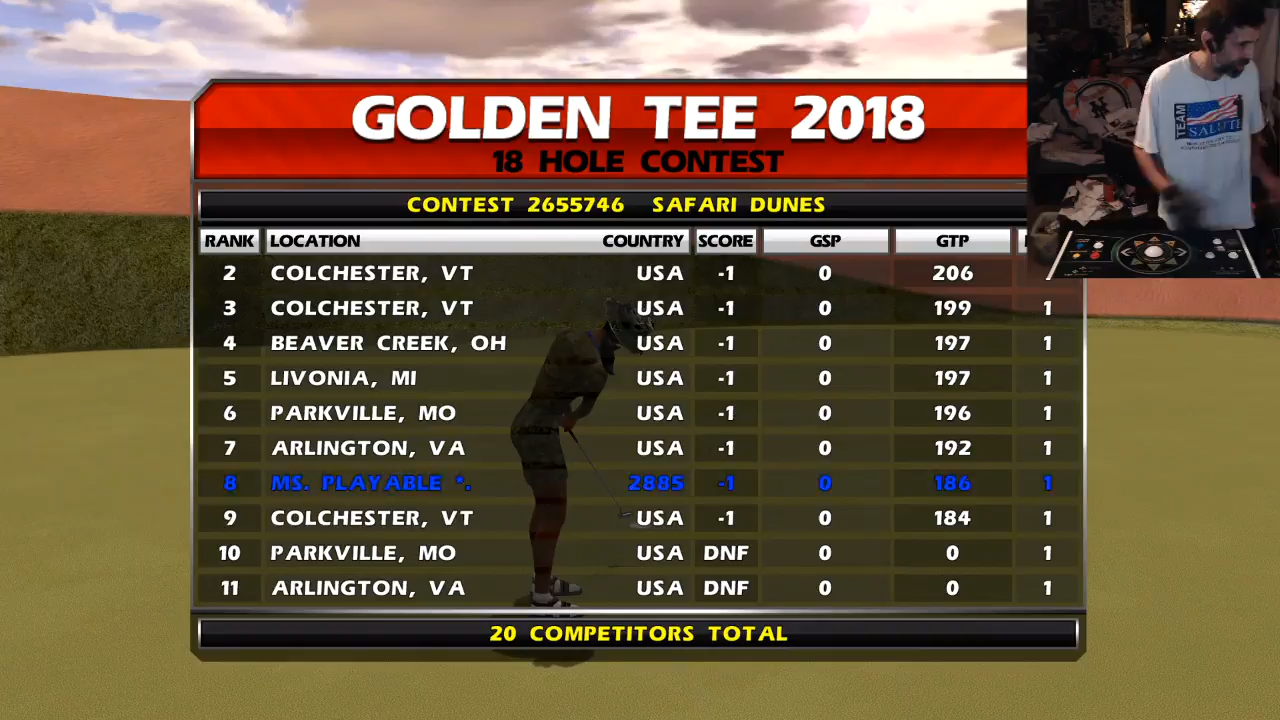 GOLDEN TEE 2018
18 HOLE CONTEST
CONTEST 2655746 SAFARI DUNES
RANK LOCATION COUNTRY SCORE GSP GTP
2 COLCHESTER, VT USA -1 0 206
3 COLCHESTER, VT USA -1 0 199 1
4 BEAVER CREEK, OH USA -1 0 197 1
5 LIVONIA, MI USA -1 0 197 1
6 PARKVILLE, MO USA -1 0 196 1
7 ARLINGTON, VA USA -1 0 192 1
8 MS. PLAYABLE *. 2885 -1 0 186 1
9 COLCHESTER, VT USA -1 0 184 1
10 PARKVILLE, MO USA DNF 0 0 1
11 ARLINGTON, VA USA DNF 0 0 1
20 COMPETITORS TOTAL
TEAM
SALUTE